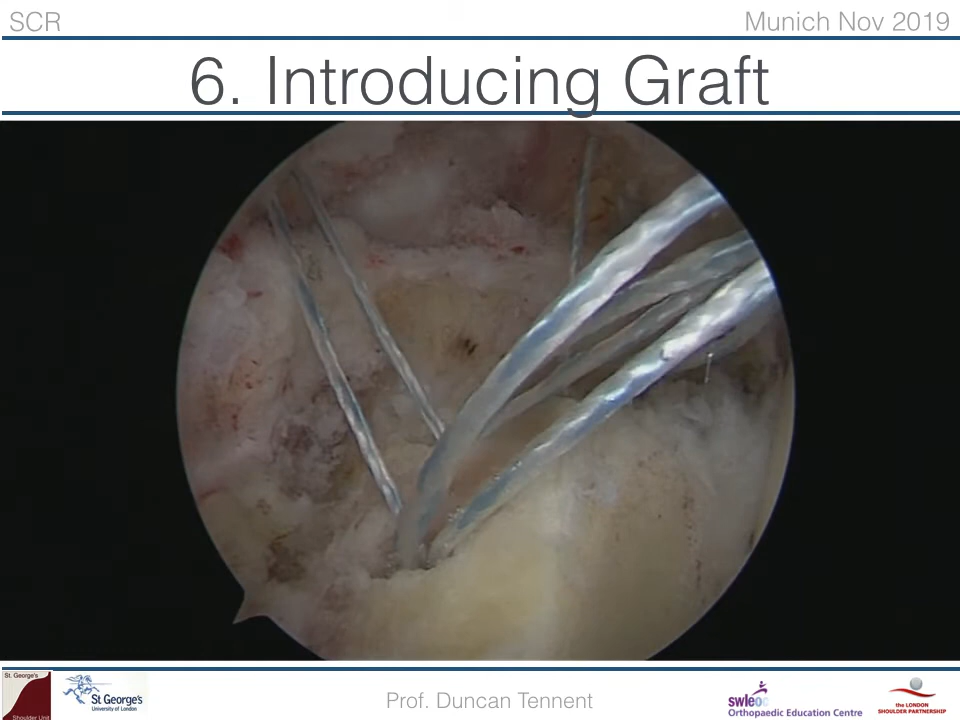 SCR
Munich Nov 2019
6. Introducing Graft
St. George's
Shoulder Unit
St George's
University of London
Prof. Duncan Tennent
swleoc
Orthopaedic Education Centre
the LONDON
SHOULDER PARTNERSHIP